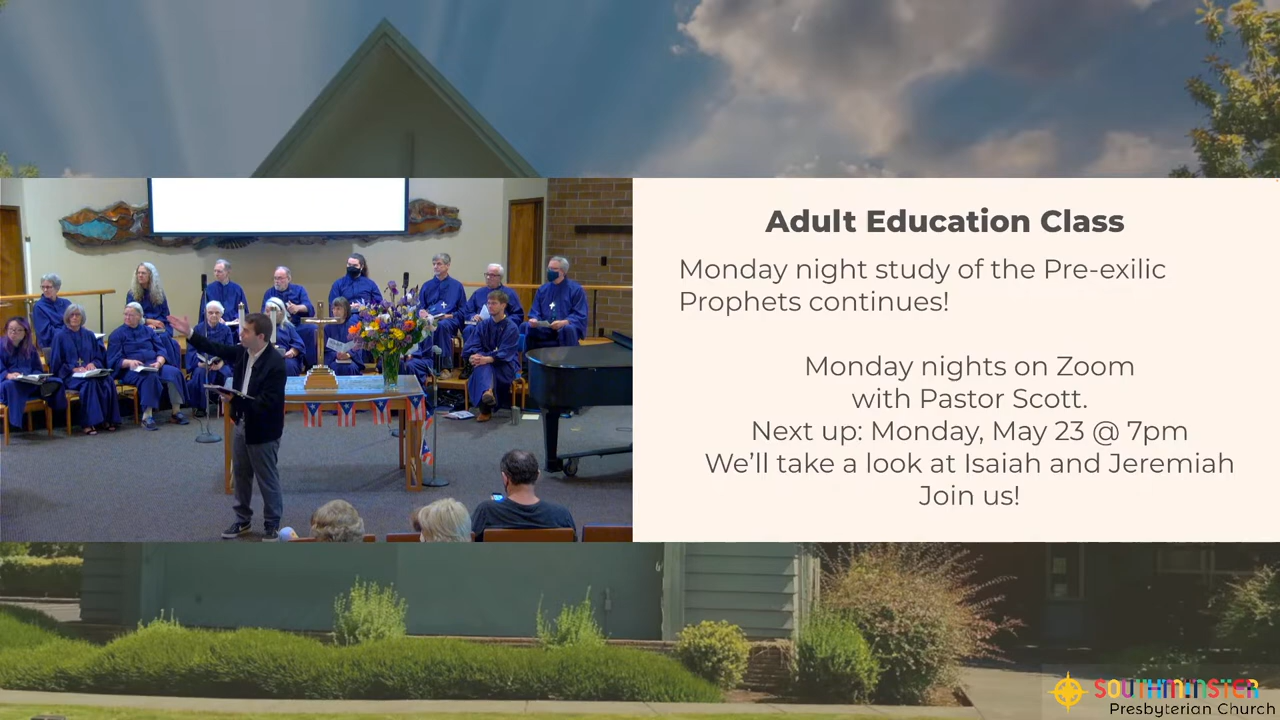 Adult Education Class
Monday night study of the Pre-exilic
Prophets continues!
Monday nights on Zoom
with Pastor Scott.
Next up: Monday, May 23 @ 7pm
We’ll take a look at Isaiah and Jeremiah
Join us!
SOUTHMINSTER
Presbyterian Church